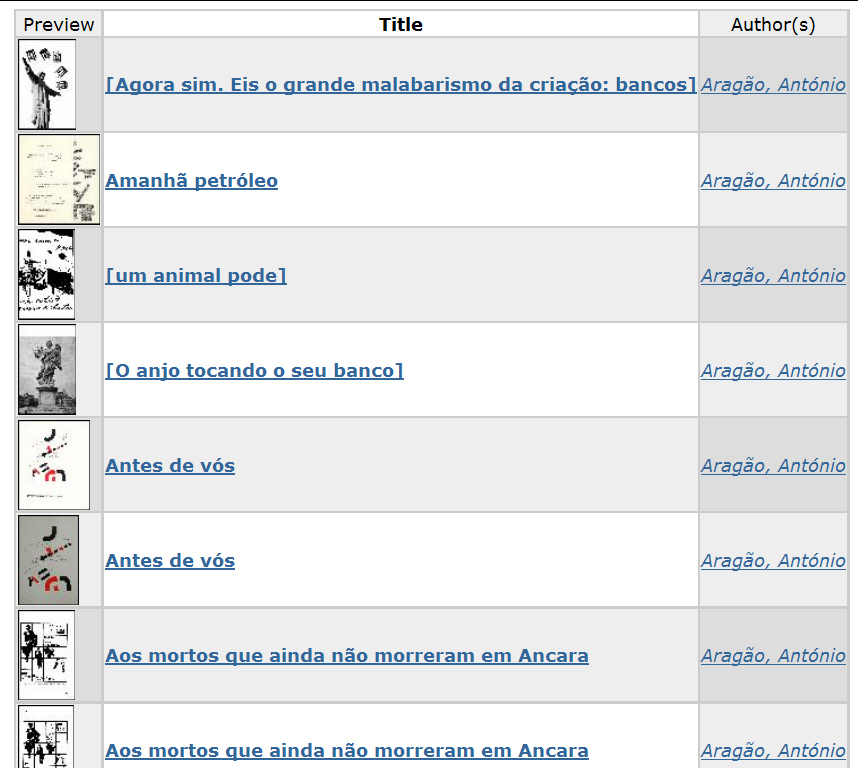 Preview Title Author(s)
[Agora sim. Eis o grande malabarismo da criação: bancos] Aragão, António
Amanhã petróleo Aragão, António
[um animal pode] Aragão, António
[O anjo tocando o seu banco] Aragão, António
Antes de vós Aragão, António
Antes de vós Aragão, António
Aos mortos que ainda não morreram em Ancara Aragão, António
Aos mortos que ainda não morreram em Ancara Aragão, António